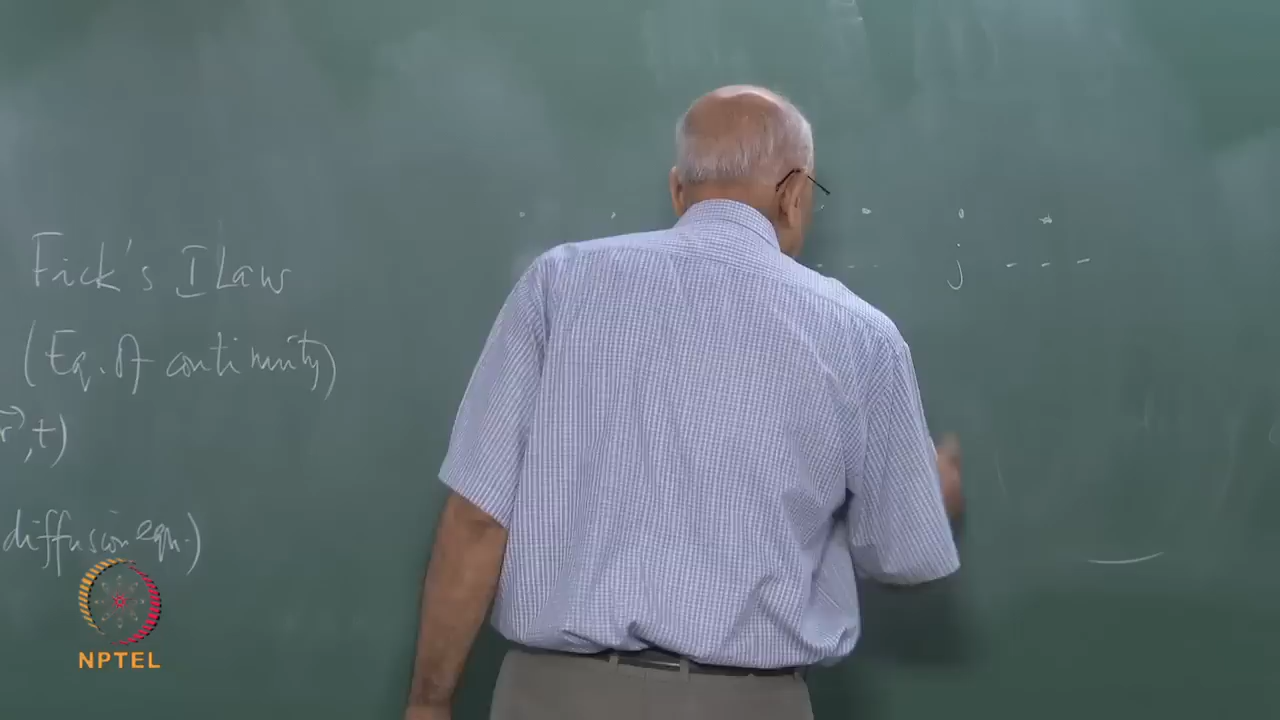 Fick's I Law
(Eq. of continuity)
r⃗, t)
diffusion eqn.)
j - - -
NPTEL